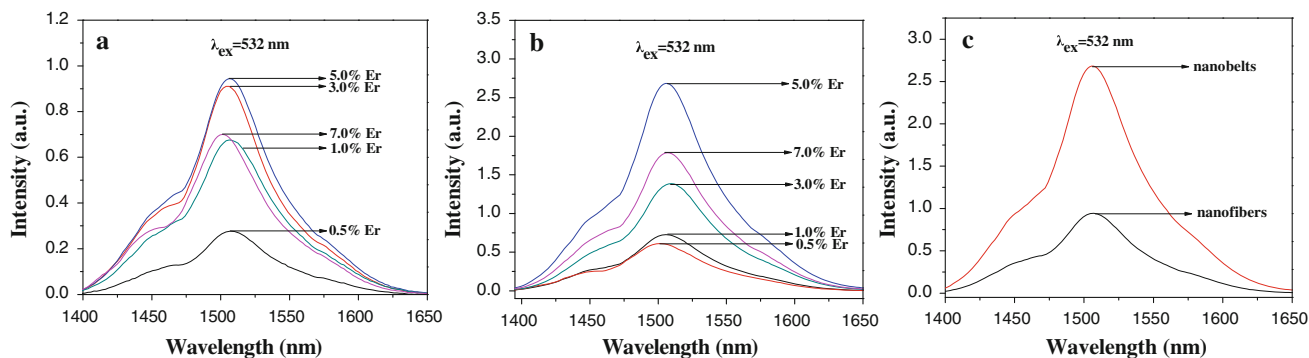 a
λex=532 nm
5.0% Er
3.0% Er
7.0% Er
1.0% Er
0.5% Er
1.2
1.0
0.8
0.6
0.4
0.2
0.0
1400 1450 1500 1550 1600 1650
Intensity (a.u.)
Wavelength (nm)
b
λex=532 nm
5.0% Er
7.0% Er
3.0% Er
1.0% Er
0.5% Er
3.5
3.0
2.5
2.0
1.5
1.0
0.5
0.0
1400 1450 1500 1550 1600 1650
Intensity (a.u.)
Wavelength (nm)
c
λex=532 nm
nanobelts
nanofibers
3.0
2.5
2.0
1.5
1.0
0.5
0.0
1400 1450 1500 1550 1600 1650
Intensity (a.u.)
Wavelength (nm)